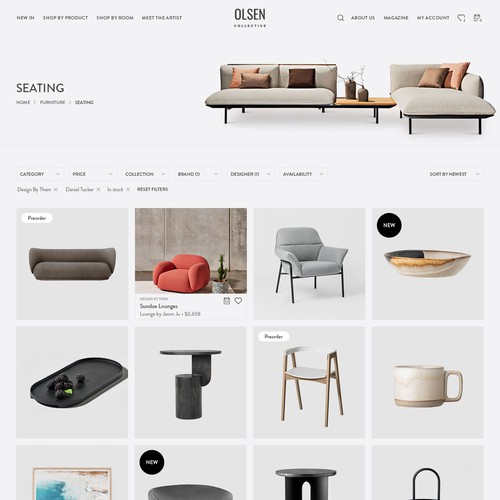 NEW IN SHOP BY PRODUCT SHOP BY ROOM MEET THE ARTIST
OLSEN
COLLECTIVE
ABOUT US MAGAZINE MY ACCOUNT
SEATING
HOME > FURNITURE > SEATING
CATEGORY PRICE COLLECTION BRAND (1) DESIGNER (1) AVAILABILITY SORT BY NEWEST
Design By Them × Daniel Tucker × In stock × RESET FILTERS
Preorder
NEW
DESIGN BY THEM
Sundae Lounges
Lounge by Jason Ju • $3,658
Preorder
NEW